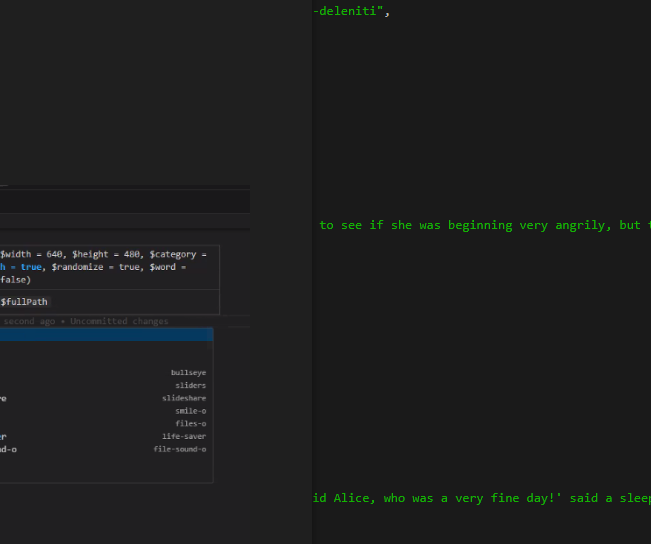 -deleniti",
to see if she was beginning very angrily, but
$width = 640, $height = 480, $category =
h = true, $randomize = true, $word =
false)
$fullPath
second ago • Uncommitted changes
bullseye
sliders
re slideshare
smile-o
files-o
er life-saver
nd-o file-sound-o
id Alice, who was a very fine day!' said a sleep